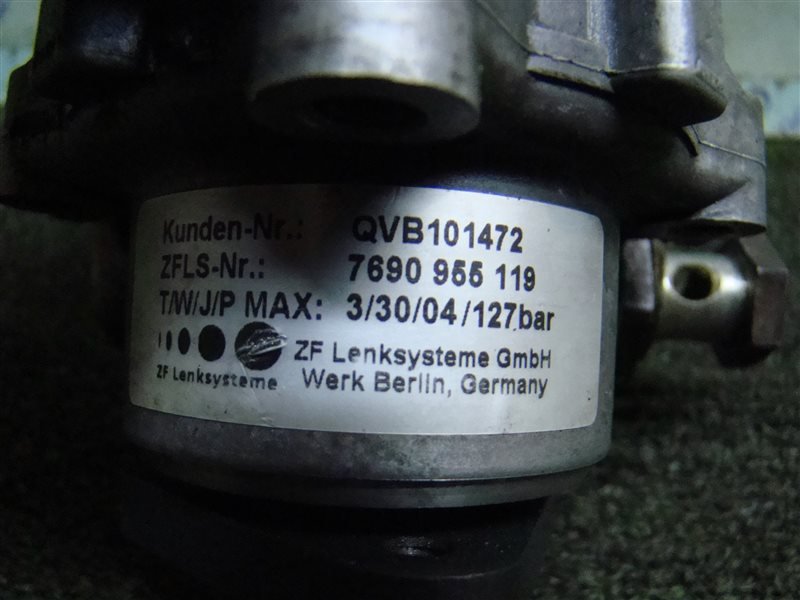 Kunden-Nr.: QVB101472
ZFLS-Nr.: 7690 955 119
T/W/J/P MAX: 3/30/04/127bar
ZF Lenksysteme GmbH
ZF Lenksysteme Werk Berlin, Germany